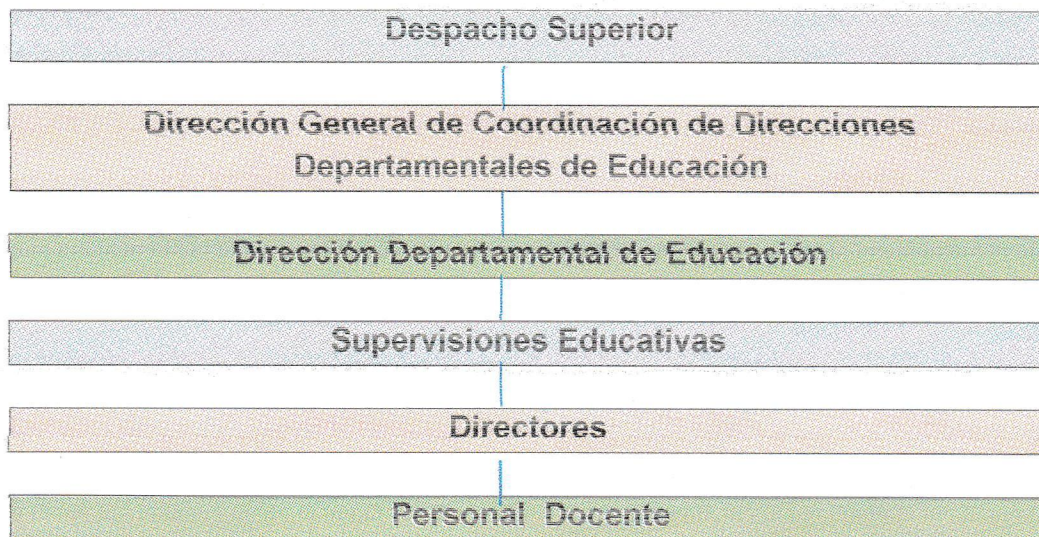 Despacho Superior
Dirección General de Coordinación de Direcciones
Departamentales de Educación
Dirección Departamental de Educación
Supervisiones Educativas
Directores
Personal Docente